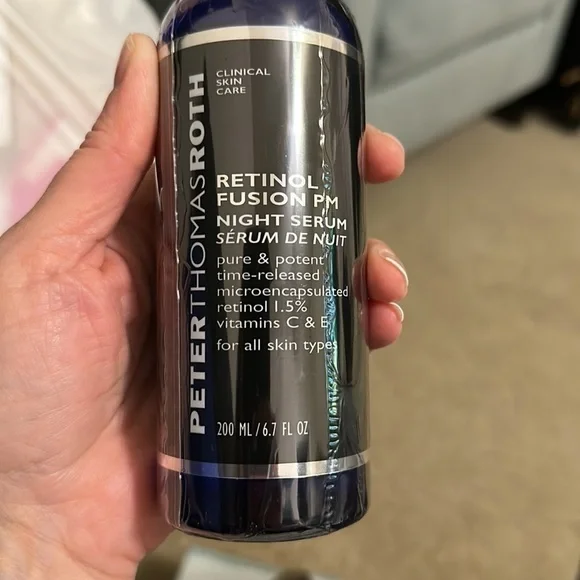 PETERTHOMASROTH
CLINICAL
SKIN
CARE
RETINOL
FUSION PM
NIGHT SERUM
SÉRUM DE NUIT
pure & potent
time-released
microencapsulated
retinol 1.5%
vitamins C & E
for all skin types
200 ML/6.7 FL OZ